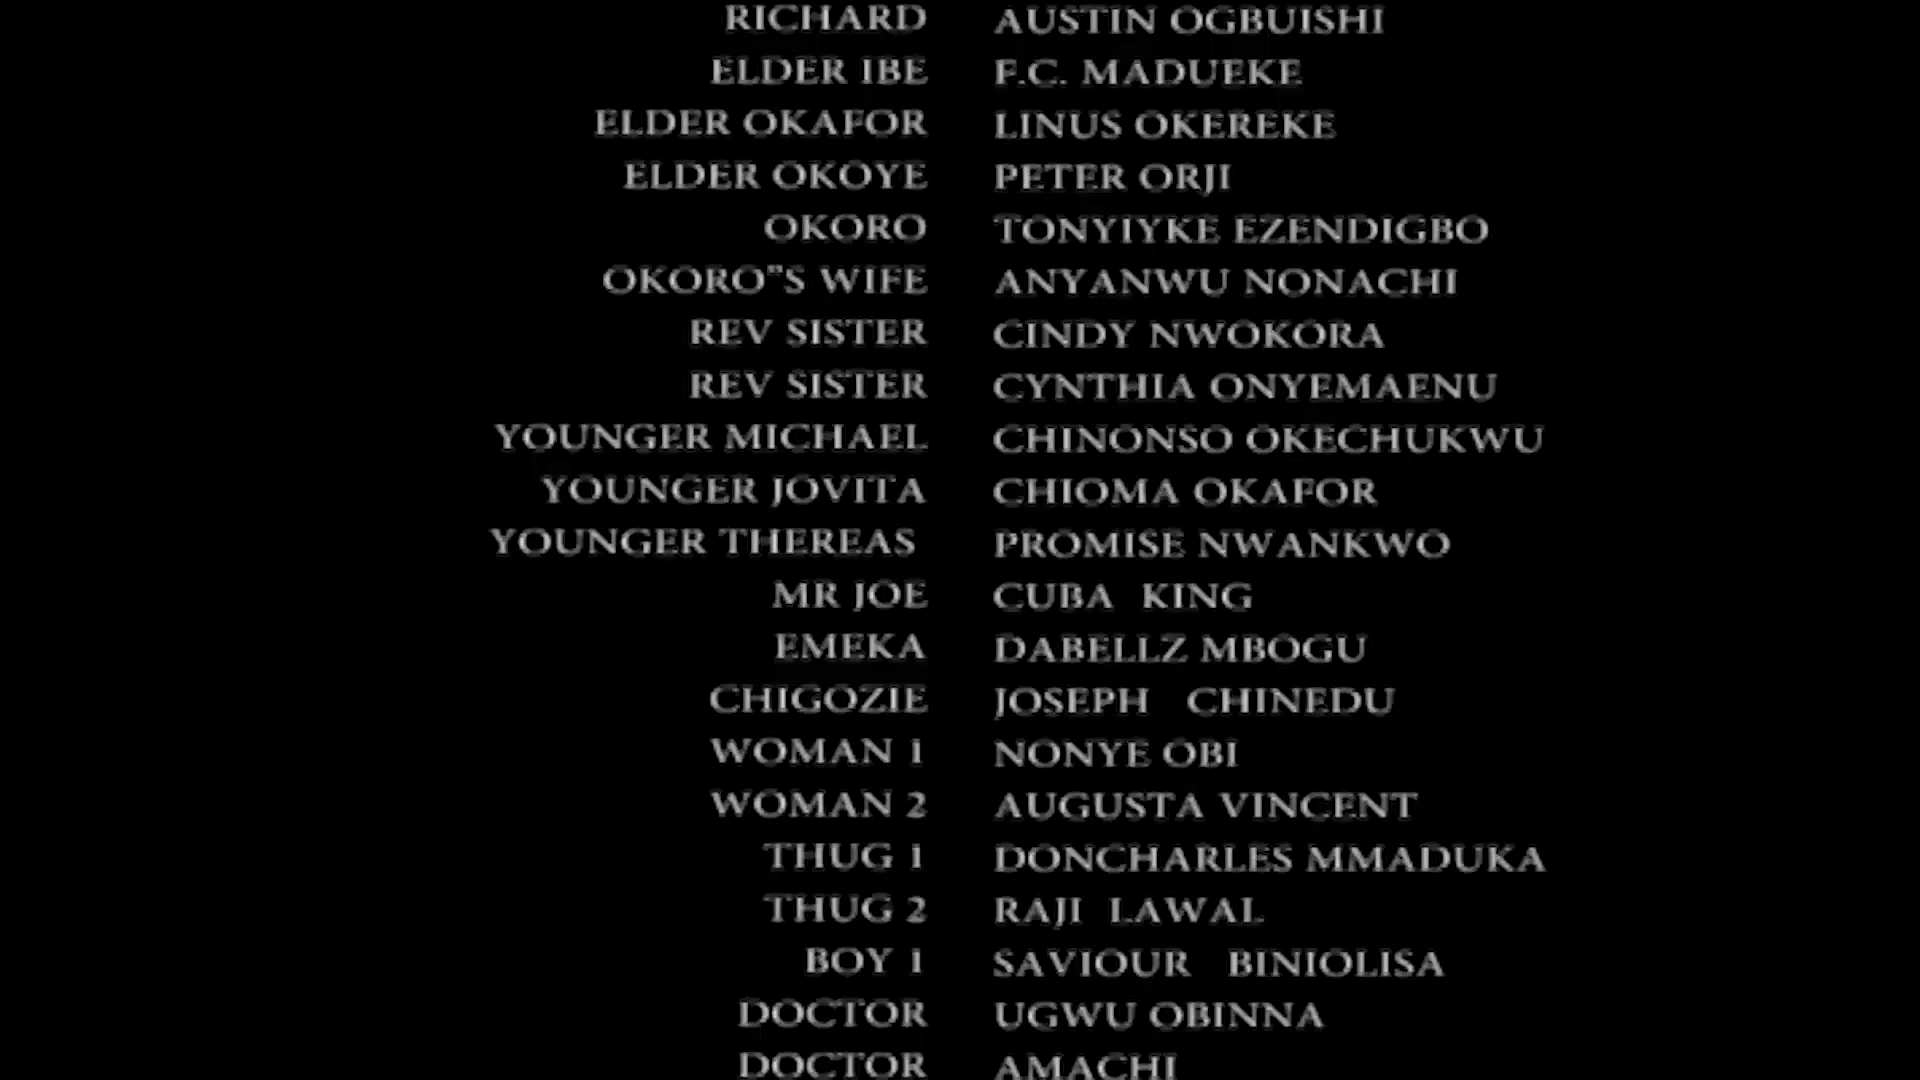 RICHARD AUSTIN OGBUISHI
ELDER IBE F.C. MADUEKE
ELDER OKAFOR LINUS OKEREKE
ELDER OKOYE PETER ORJI
OKORO TONYIYKE EZENDIGBO
OKORO"S WIFE ANYANWU NONACHI
REV SISTER CINDY NWOKORA
REV SISTER CYNTHIA ONYEMAENU
YOUNGER MICHAEL CHINONSO OKECHUKWU
YOUNGER JOVITA CHIOMA OKAFOR
YOUNGER THEREAS PROMISE NWANKWO
MR JOE CUBA KING
EMEKA DABELLZ MBOGU
CHIGOZIE JOSEPH CHINEDU
WOMAN 1 NONYE OBI
WOMAN 2 AUGUSTA VINCENT
THUG 1 DONCHARLES MMADUKA
THUG 2 RAJI LAWAL
BOY 1 SAVIOUR BINIOLISA
DOCTOR UGWU OBINNA
DOCTOR AMACHI